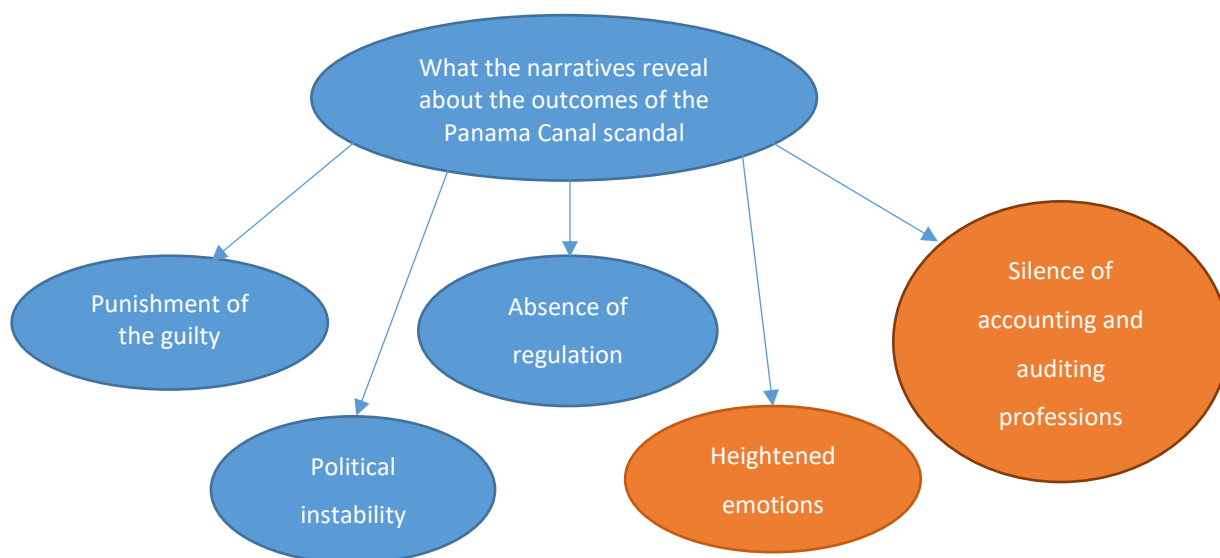 What the narratives reveal
about the outcomes of the
Panama Canal scandal
Punishment of
the guilty
Political
instability
Absence of
regulation
Heightened
emotions
Silence of
accounting and
auditing
professions